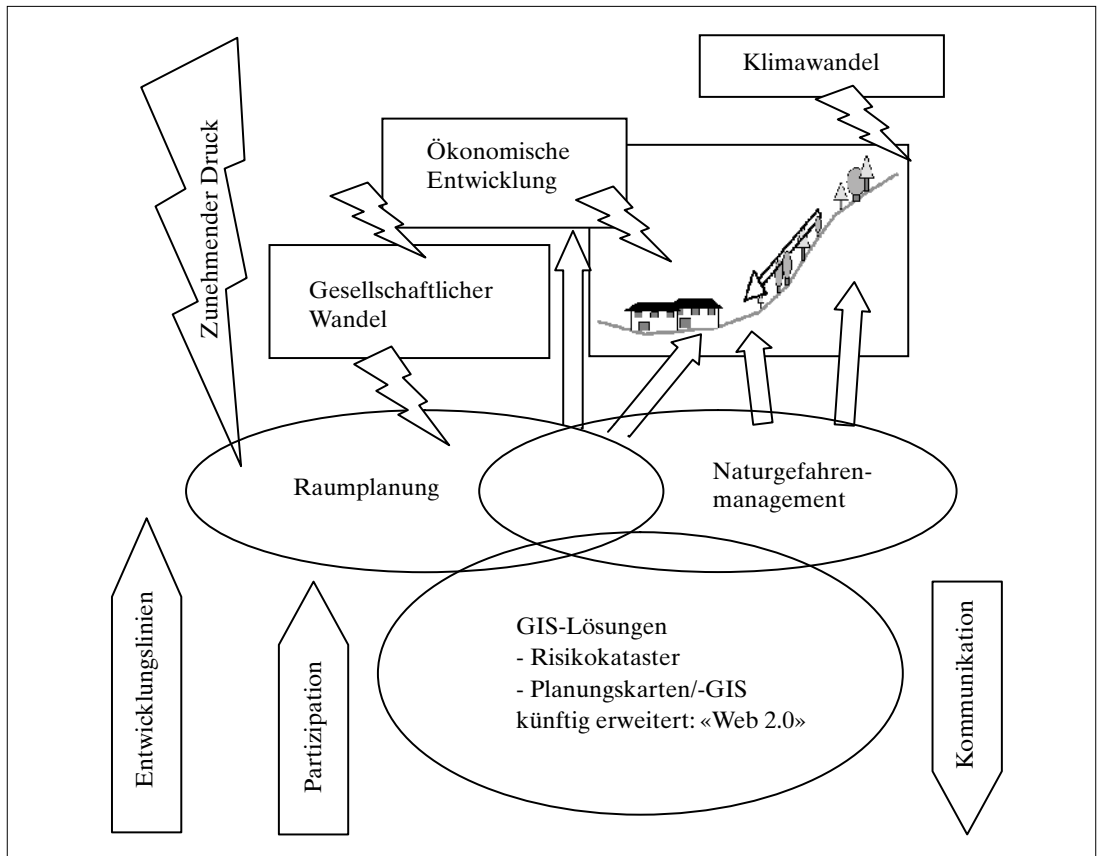 Klimawandel
Zunehmender Druck
Ökonomische
Entwicklung
Gesellschaftlicher
Wandel
Raumplanung
Naturgefahren-
management
GIS-Lösungen
- Risikokataster
- Planungskarten/-GIS
künftig erweitert: «Web 2.0»
Entwicklungslinien
Partizipation
Kommunikation